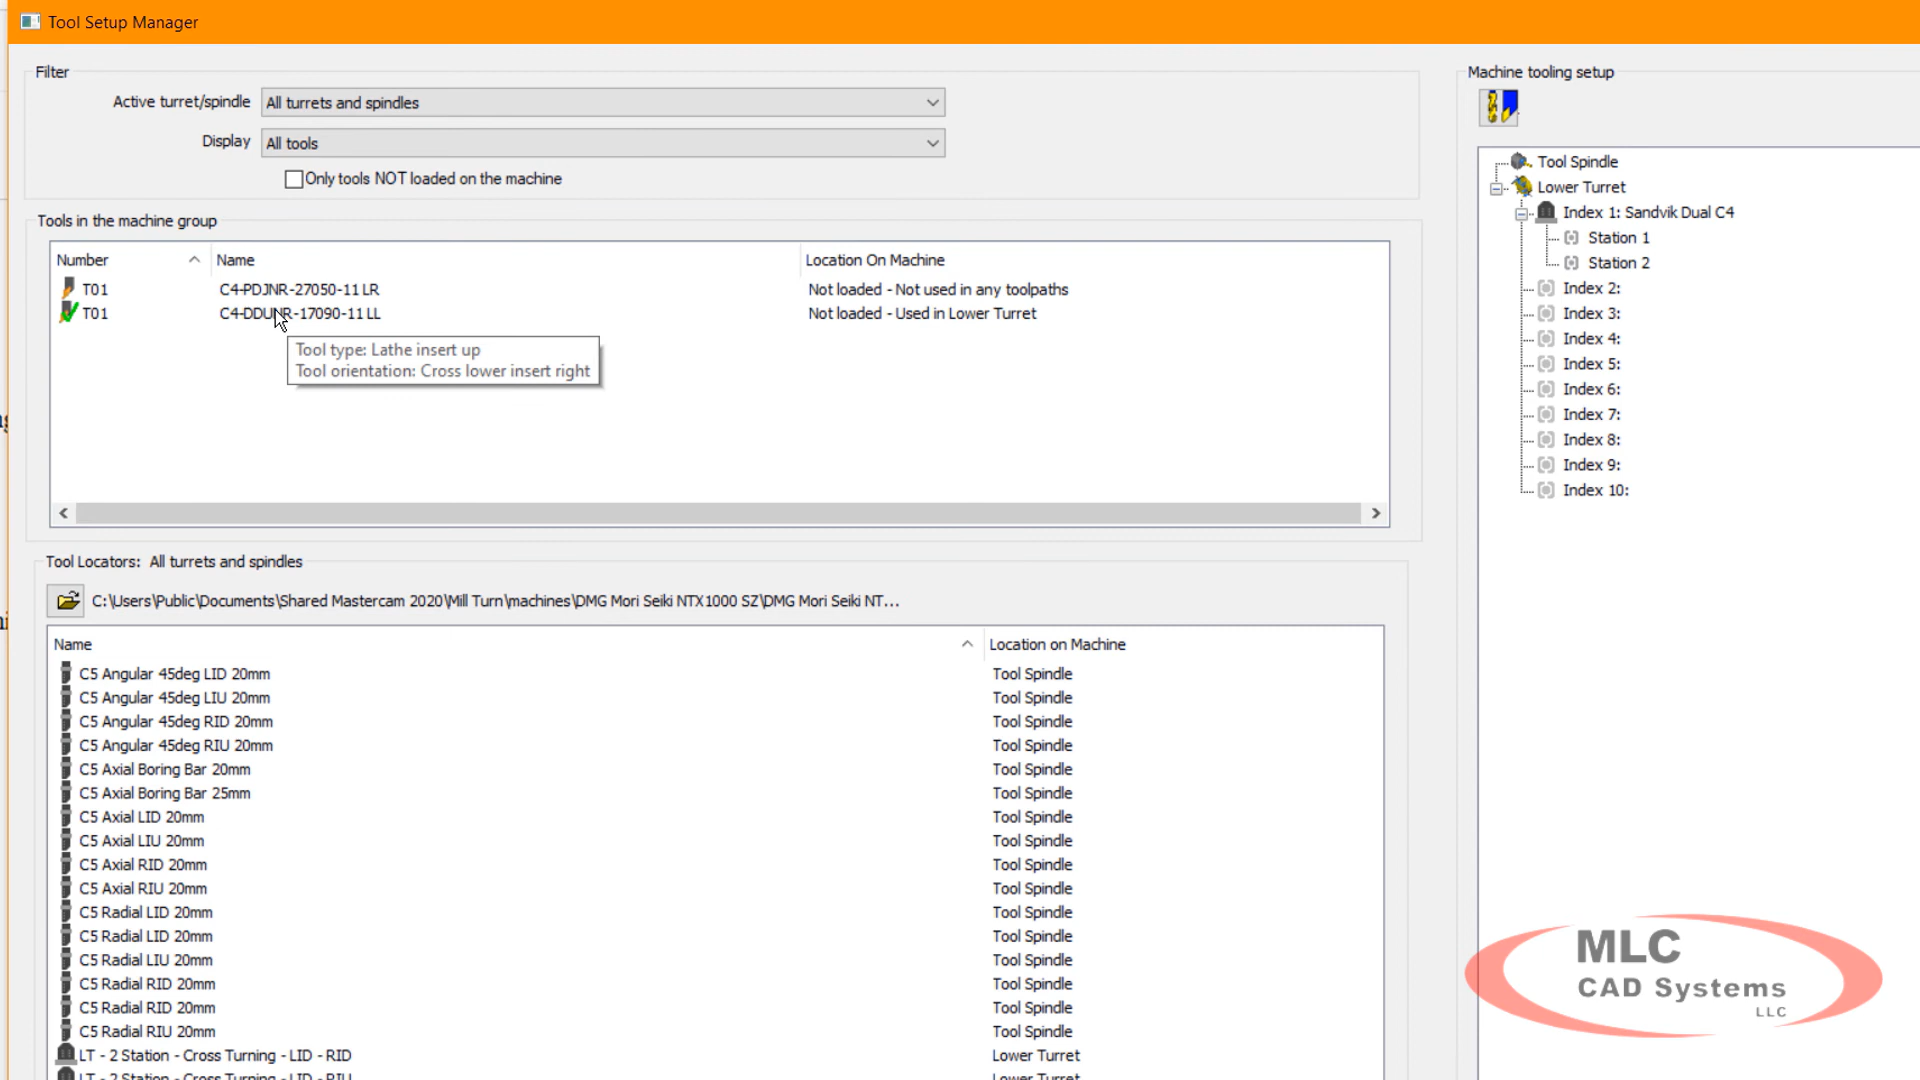 Tool Setup Manager
Filter
Active turret/spindle All turrets and spindles
Display All tools
Only tools NOT loaded on the machine
Tools in the machine group
Number Name Location On Machine
T01 C4-PDJNR-27050-11 LR Not loaded - Not used in any toolpaths
T01 C4-DDUNR-17090-11 LL Not loaded - Used in Lower Turret
Tool type: Lathe insert up
Tool orientation: Cross lower insert right
Tool Locators: All turrets and spindles
C:\Users\Public\Documents\Shared Mastercam 2020\Mill Turn\machines\DMG Mori Seiki NTX1000 SZ\DMG Mori Seiki NT...
Name Location on Machine
C5 Angular 45deg LID 20mm Tool Spindle
C5 Angular 45deg LIU 20mm Tool Spindle
C5 Angular 45deg RID 20mm Tool Spindle
C5 Angular 45deg RIU 20mm Tool Spindle
C5 Axial Boring Bar 20mm Tool Spindle
C5 Axial Boring Bar 25mm Tool Spindle
C5 Axial LID 20mm Tool Spindle
C5 Axial LIU 20mm Tool Spindle
C5 Axial RID 20mm Tool Spindle
C5 Axial RIU 20mm Tool Spindle
C5 Radial LID 20mm Tool Spindle
C5 Radial LID 20mm Tool Spindle
C5 Radial LIU 20mm Tool Spindle
C5 Radial RID 20mm Tool Spindle
C5 Radial RID 20mm Tool Spindle
C5 Radial RIU 20mm Tool Spindle
LT - 2 Station - Cross Turning - LID - RID Lower Turret
LT - 2 Station - Cross Turning - LID - RIU Lower Turret
Machine tooling setup
Tool Spindle
Lower Turret
Index 1: Sandvik Dual C4
Station 1
Station 2
Index 2:
Index 3:
Index 4:
Index 5:
Index 6:
Index 7:
Index 8:
Index 9:
Index 10:
MLC
CAD Systems
LLC